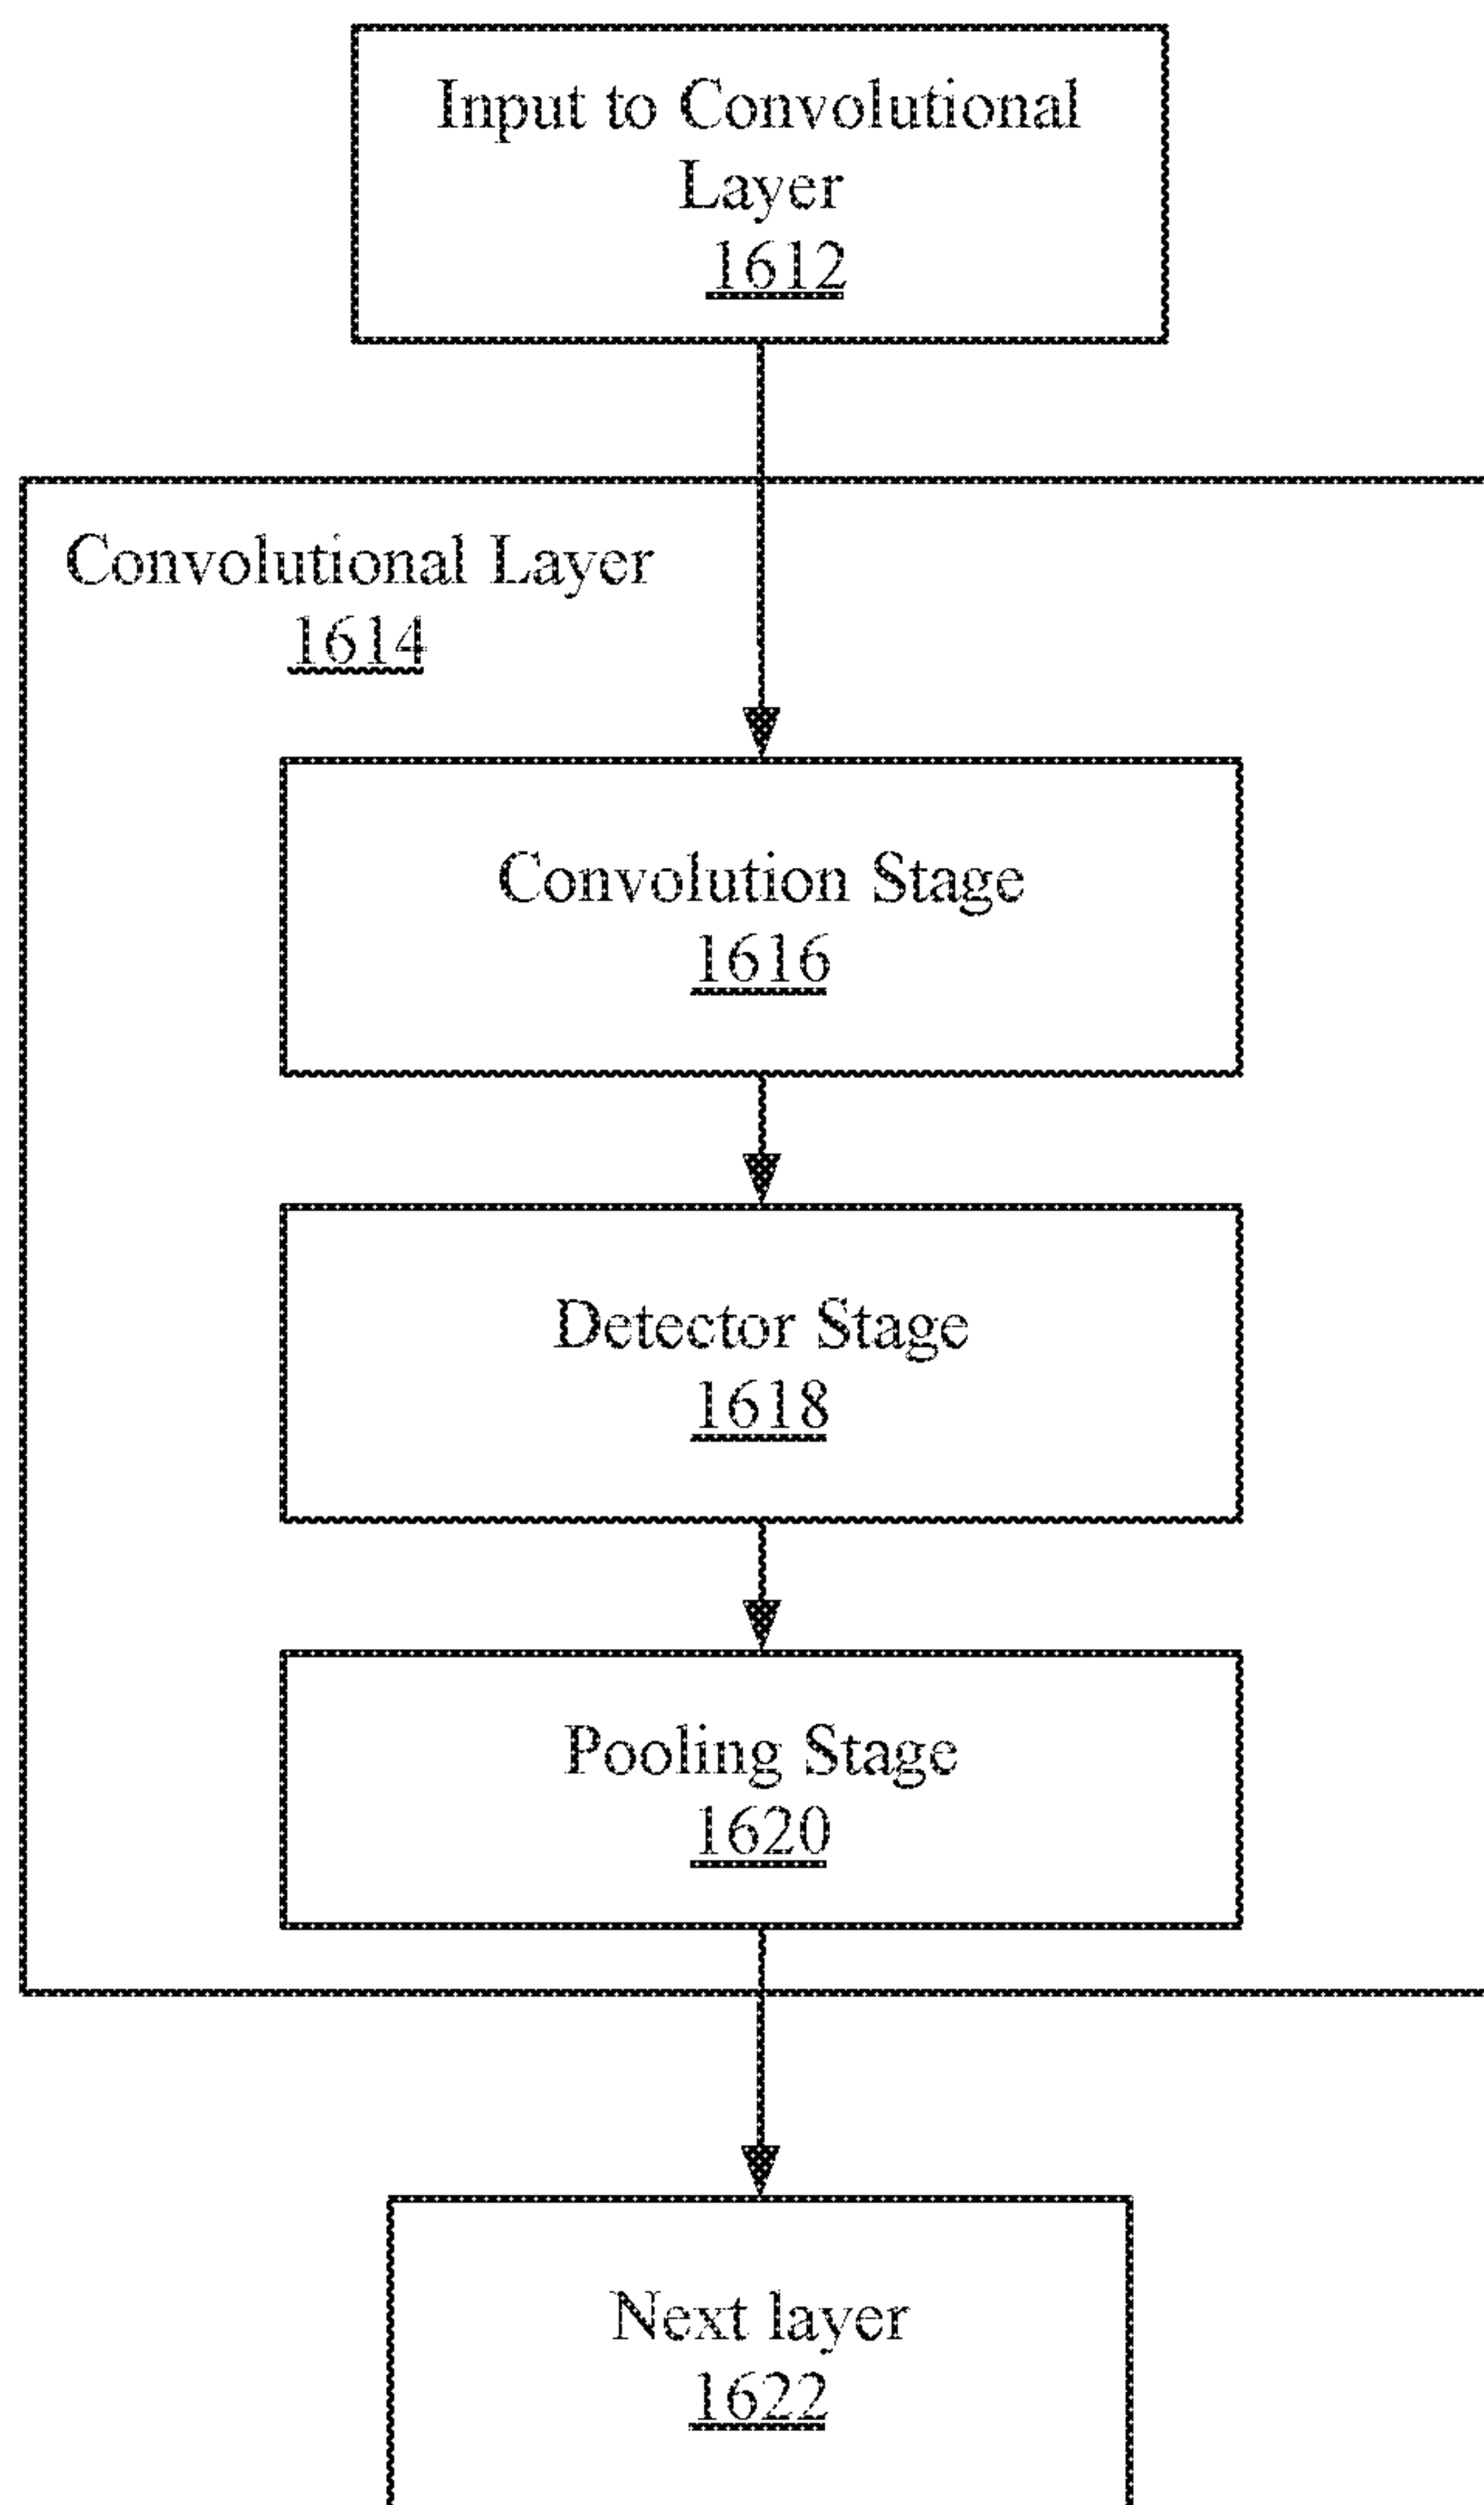 Input to Convolutional
Layer
1612
Convolutional Layer
1614
Convolution Stage
1616
Detector Stage
1618
Pooling Stage
1620
Next layer
1622